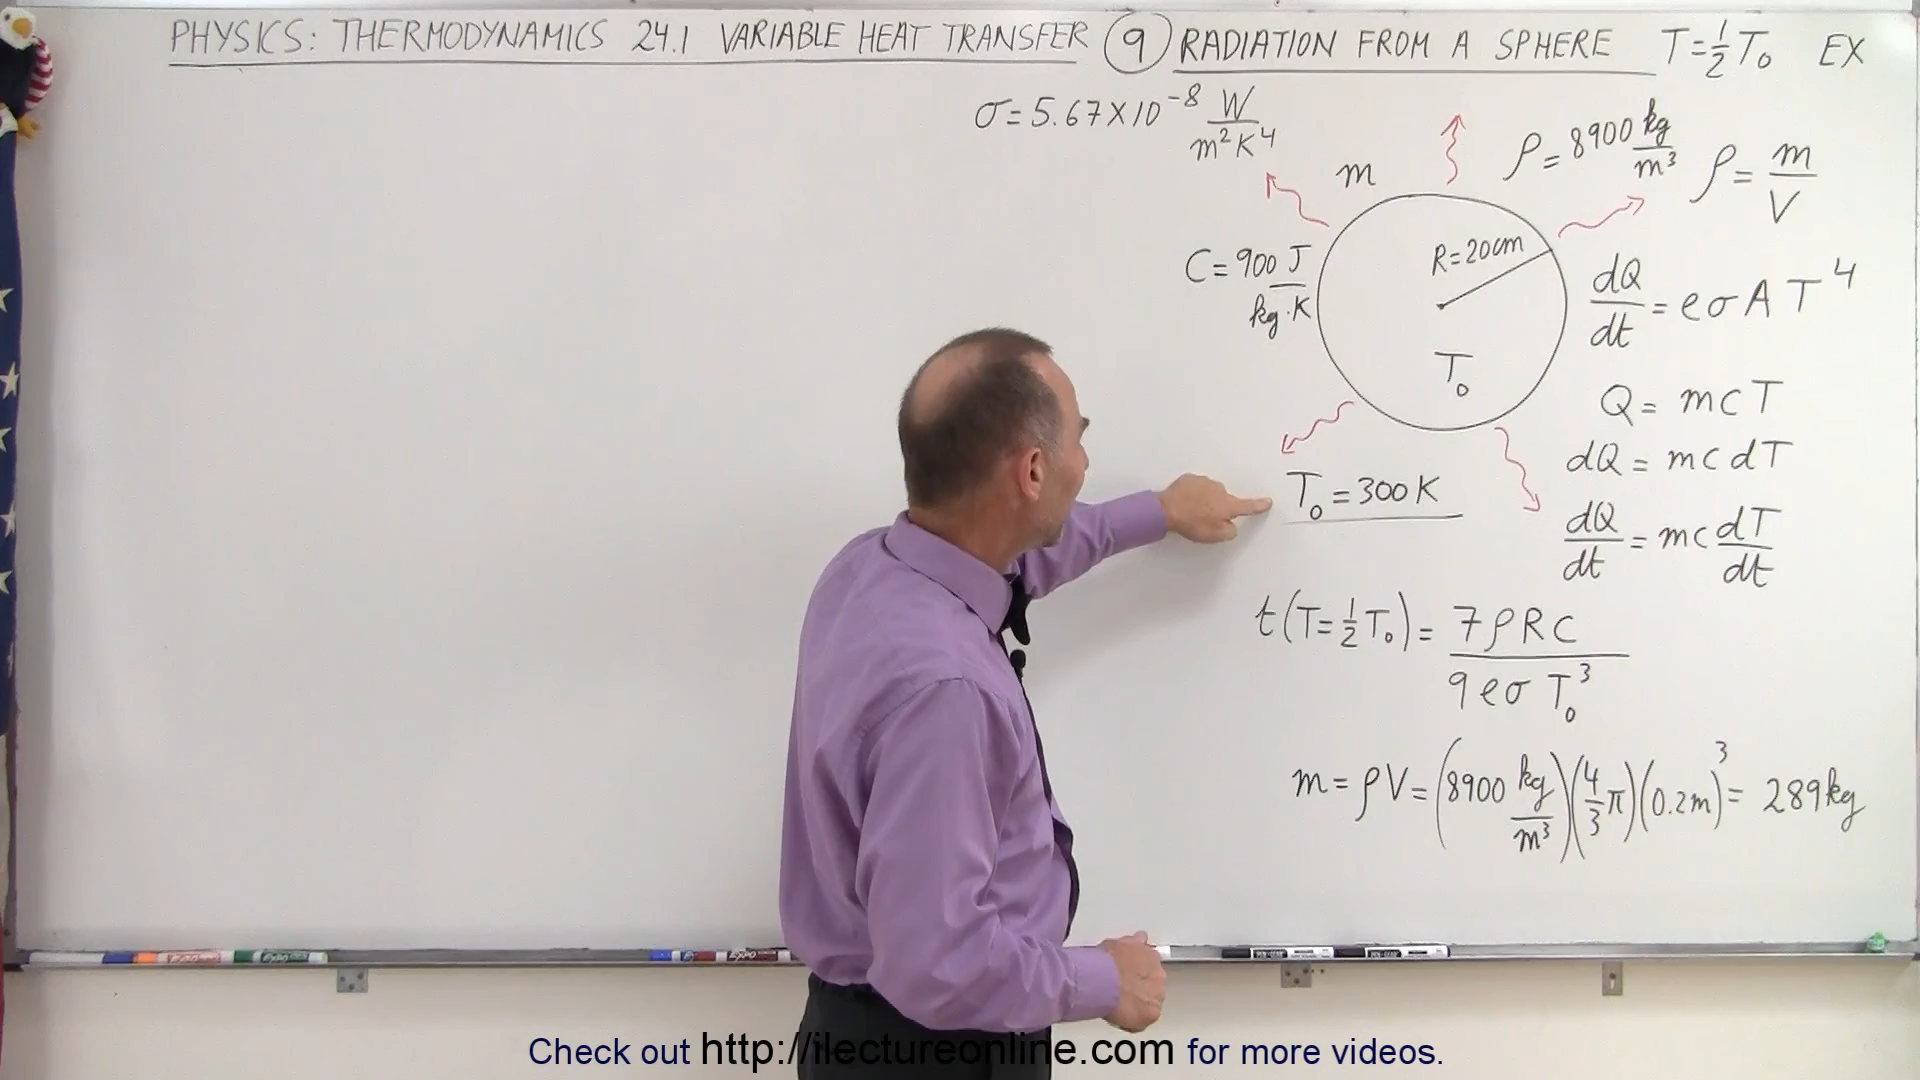 PHYSICS: THERMODYNAMICS 24.1 VARIABLE HEAT TRANSFER (9) RADIATION FROM A SPHERE T=½T₀ EX
σ=5.67×10⁻⁸ W/m²K⁴
m
ρ=8900 kg/m³
ρ=m/V
C=900 J/kg·K
R=20cm
T₀
dQ/dt=eσAT⁴
Q=mcT
dQ=mcdT
T₀=300K
dQ/dt=mc dT/dt
t(T=½T₀)=7ρRC/9eσT₀³
m=ρV=(8900 kg/m³)(4/3 π)(0.2m)³=289kg
Check out http://ilectureonline.com for more videos.